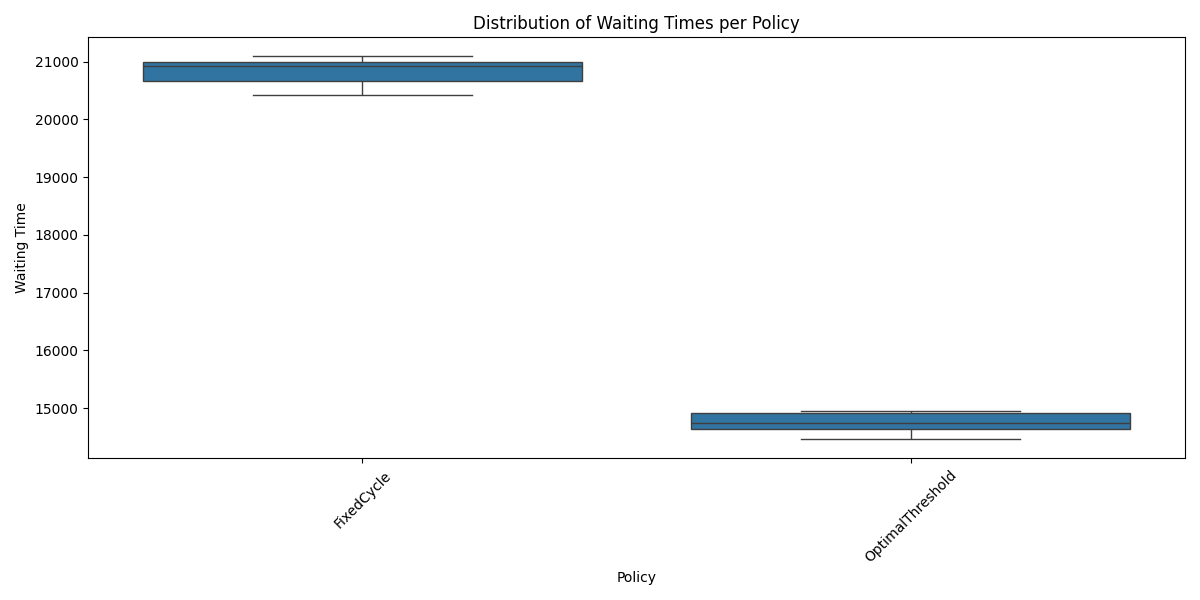 Distribution of Waiting Times per Policy
Waiting Time
21000
20000
19000
18000
17000
16000
15000
FixedCycle
OptimalThreshold
Policy